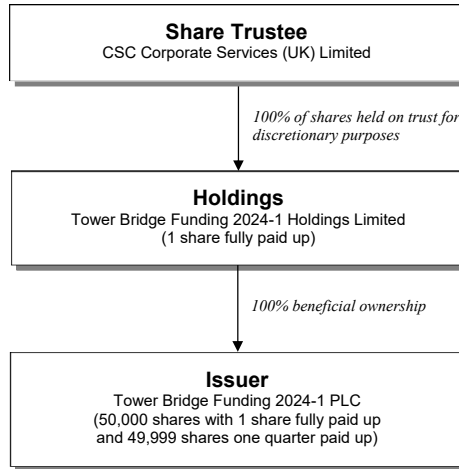 Share Trustee
CSC Corporate Services (UK) Limited
100% of shares held on trust for
discretionary purposes
Holdings
Tower Bridge Funding 2024-1 Holdings Limited
(1 share fully paid up)
100% beneficial ownership
Issuer
Tower Bridge Funding 2024-1 PLC
(50,000 shares with 1 share fully paid up
and 49,999 shares one quarter paid up)